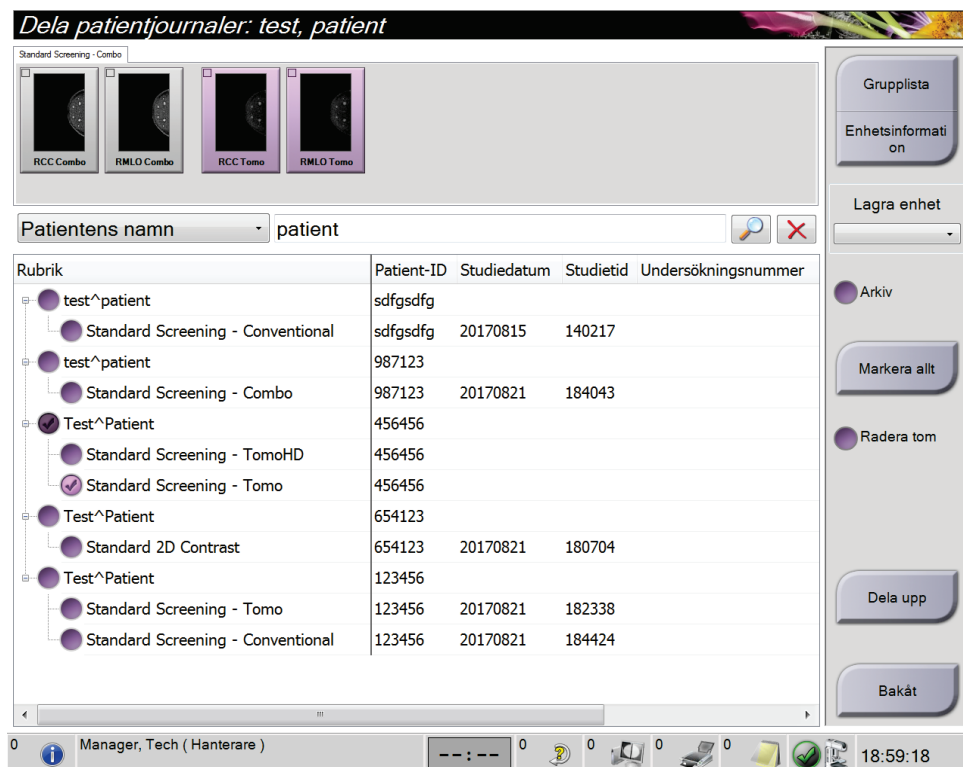 Dela patientjournaler: test, patient
Standard Screening - Combo
RCC Combo RMLO Combo RCC Tomo RMLO Tomo
Grupplista
Enhetsinformati
on
Lagra enhet
Patientens namn patient
Rubrik Patient-ID Studiedatum Studietid Undersökningsnummer
test^patient sdfgsdfg
Standard Screening - Conventional sdfgsdfg 20170815 140217
test^patient 987123
Standard Screening - Combo 987123 20170821 184043
Test^Patient 456456
Standard Screening - TomoHD 456456
Standard Screening - Tomo 456456
Test^Patient 654123
Standard 2D Contrast 654123 20170821 180704
Test^Patient 123456
Standard Screening - Tomo 123456 20170821 182338
Standard Screening - Conventional 123456 20170821 184424
Arkiv
Markera allt
Radera tom
Dela upp
Bakåt
0 Manager, Tech ( Hanterare ) --:-- 0 0 0 0 18:59:18